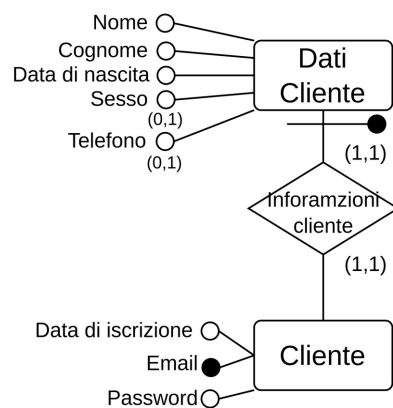 Nome
Cognome
Data di nascita
Sesso
(0,1)
Telefono
(0,1)
Dati
Cliente
(1,1)
Inforamzioni
cliente
(1,1)
Data di iscrizione
Email
Password
Cliente